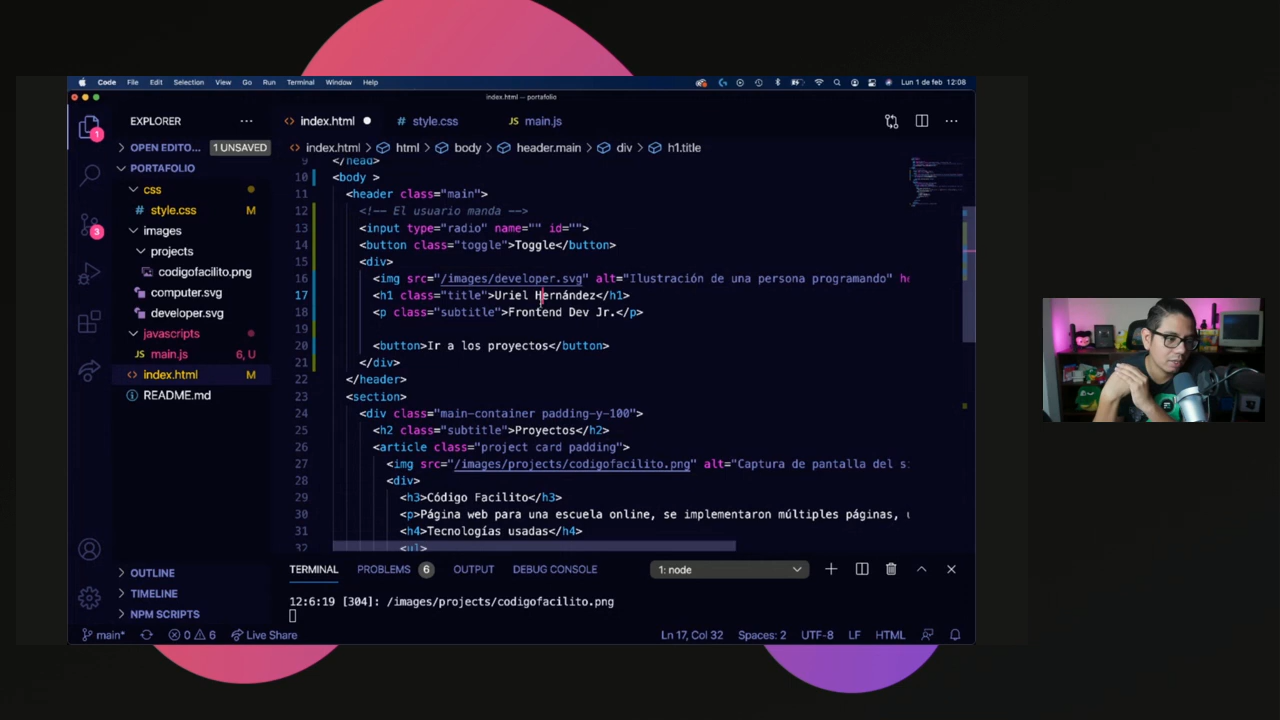 Code File Edit Selection View Go Run Terminal Window Help Lun 1 de feb 12:08
index.html — portafolio
EXPLORER
index.html
style.css
main.js
OPEN EDITO... 1 UNSAVED
index.html > html > body > header.main > div > h1.title
PORTAFOLIO
css
style.css M
images
projects
codigofacilito.png
computer.svg
developer.svg
javascripts
main.js 6, U
index.html M
README.md
OUTLINE
TIMELINE
NPM SCRIPTS
1
3
9 </head>
10 <body >
11 <header class="main">
12 <!-- El usuario manda -->
13 <input type="radio" name="" id="">
14 <button class="toggle">Toggle</button>
15 <div>
16 <img src="/images/developer.svg" alt="Ilustración de una persona programando" he
17 <h1 class="title">Uriel Hernández</h1>
18 <p class="subtitle">Frontend Dev Jr.</p>
19
20 <button>Ir a los proyectos</button>
21 </div>
22 </header>
23 <section>
24 <div class="main-container padding-y-100">
25 <h2 class="subtitle">Proyectos</h2>
26 <article class="project card padding">
27 <img src="/images/projects/codigofacilito.png" alt="Captura de pantalla del si
28 <div>
29 <h3>Código Facilito</h3>
30 <p>Página web para una escuela online, se implementaron múltiples páginas, u
31 <h4>Tecnologías usadas</h4>
32 <ul>
TERMINAL PROBLEMS 6 OUTPUT DEBUG CONSOLE 1: node
12:6:19 [304]: /images/projects/codigofacilito.png
main* 0 6 Live Share Ln 17, Col 32 Spaces: 2 UTF-8 LF HTML